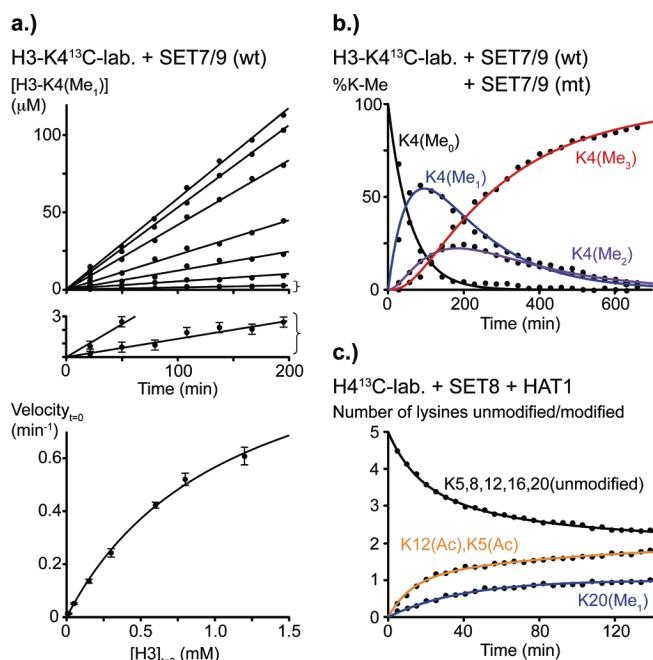 a.)
H3-K4¹³C-lab. + SET7/9 (wt)
[H3-K4(Me₁)]
(μM)
100
50
0
3
0
0
100
200
Time (min)
Velocityₜ₌₀
(min⁻¹)
0.6
0.4
0.2
0
0
0.5
1.0
1.5
[H3]ₜ₌₀ (mM)
b.)
H3-K4¹³C-lab. + SET7/9 (wt)
+ SET7/9 (mt)
%K-Me
100
50
0
K4(Me₀)
K4(Me₁)
K4(Me₃)
K4(Me₂)
0
200
400
600
Time (min)
c.)
H4¹³C-lab. + SET8 + HAT1
Number of lysines unmodified/modified
5
4
3
2
1
0
K5,8,12,16,20(unmodified)
K12(Ac),K5(Ac)
K20(Me₁)
0
40
80
120
Time (min)